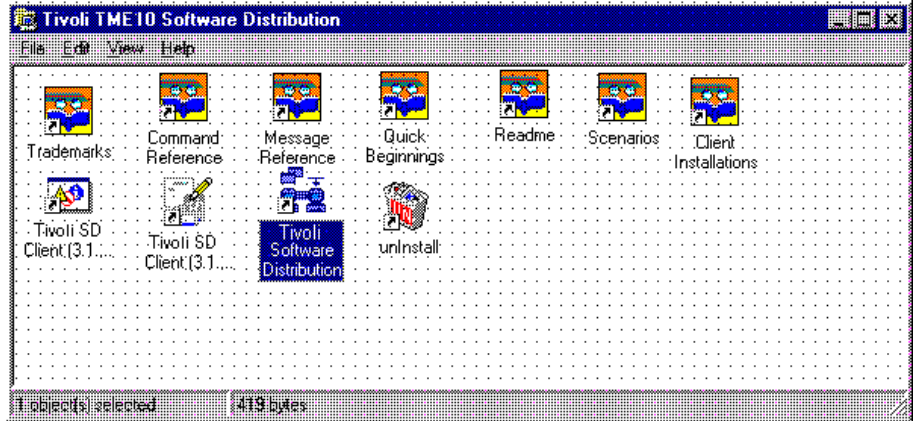 Tivoli TME10 Software Distribution
File Edit View Help
Trademarks
Command
Reference
Message
Reference
Quick
Beginnings
Readme
Scenarios
Client
Installations
Tivoli SD
Client (3.1....
Tivoli SD
Client (3.1....
Tivoli
Software
Distribution
unInstall
1 object(s) selected
419 bytes